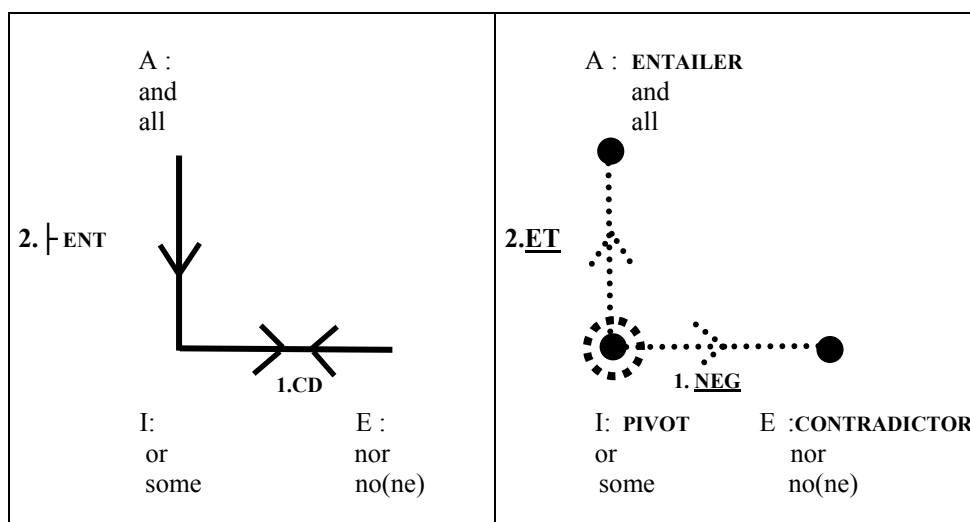 A :
and
all
2.├ ENT
1.CD
I:
or
some
E :
nor
no(ne)
A : ENTAILER
and
all
2.ET
1. NEG
I: PIVOT
or
some
E :CONTRADICTOR
nor
no(ne)